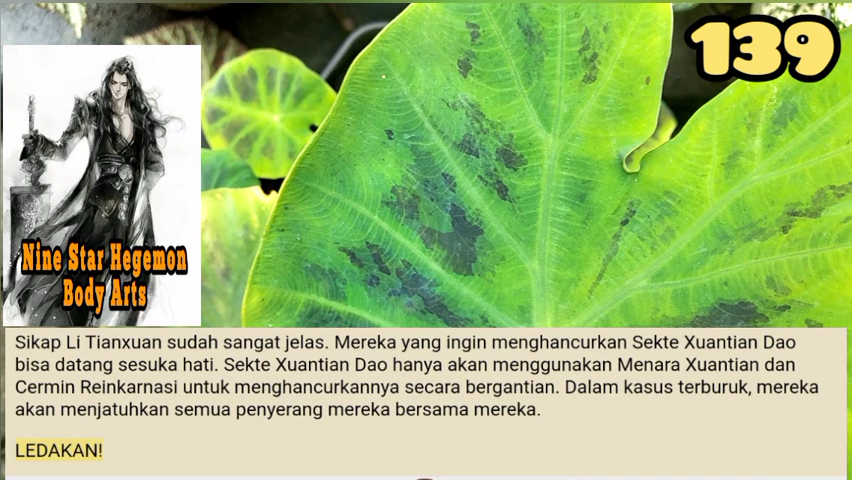 139
Nine Star Hegemon
Body Arts
Sikap Li Tianxuan sudah sangat jelas. Mereka yang ingin menghancurkan Sekte Xuantian Dao
bisa datang sesuka hati. Sekte Xuantian Dao hanya akan menggunakan Menara Xuantian dan
Cermin Reinkarnasi untuk menghancurkannya secara bergantian. Dalam kasus terburuk, mereka
akan menjatuhkan semua penyerang mereka bersama mereka.
LEDAKAN!